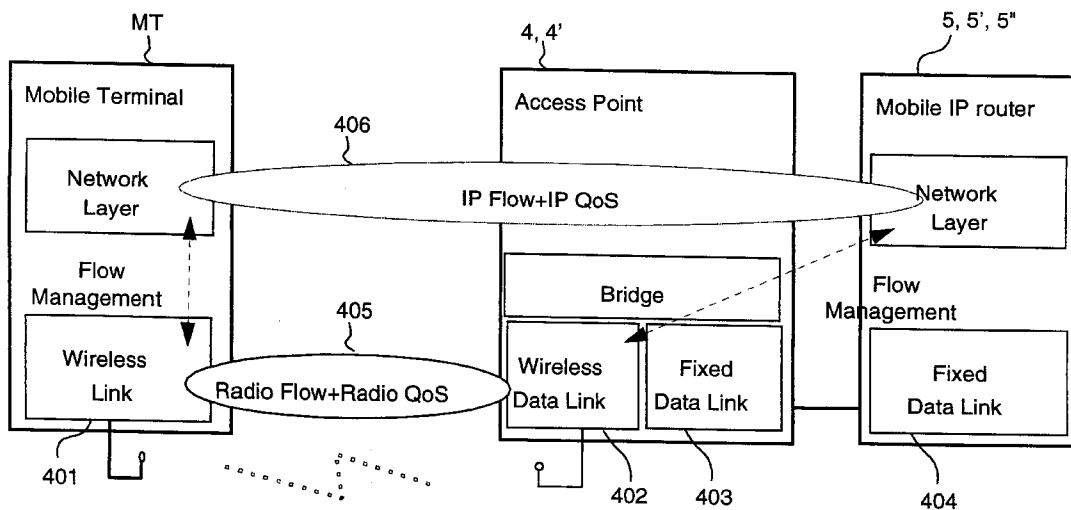 MT
4, 4'
5, 5', 5"
Mobile Terminal
Access Point
Mobile IP router
406
Network
Layer
IP Flow+IP QoS
Network
Layer
Flow
Management
Bridge
Flow
Management
405
Wireless
Link
Radio Flow+Radio QoS
Wireless
Data Link
Fixed
Data Link
Fixed
Data Link
401
402
403
404